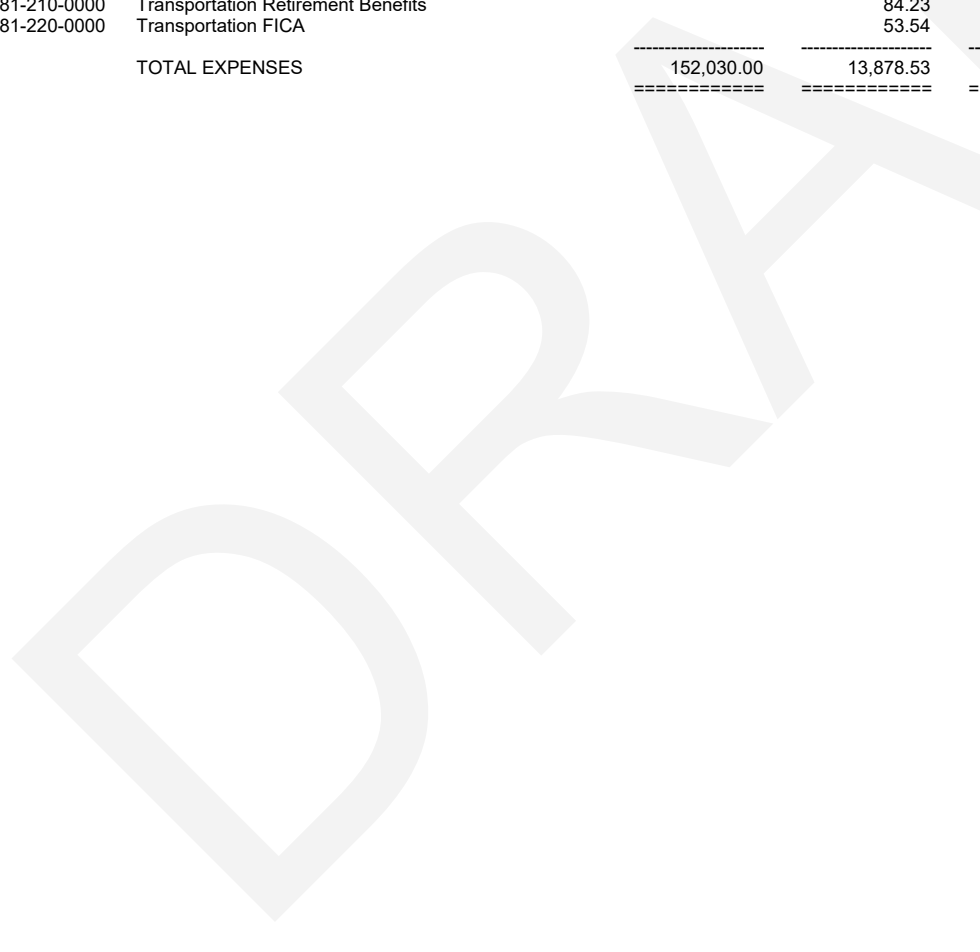 81-210-0000 Transportation Retirement Benefits 84.23
81-220-0000 Transportation FICA 53.54
--------------------- --------------------- --
TOTAL EXPENSES 152,030.00 13,878.53
============ ============ =
DRA